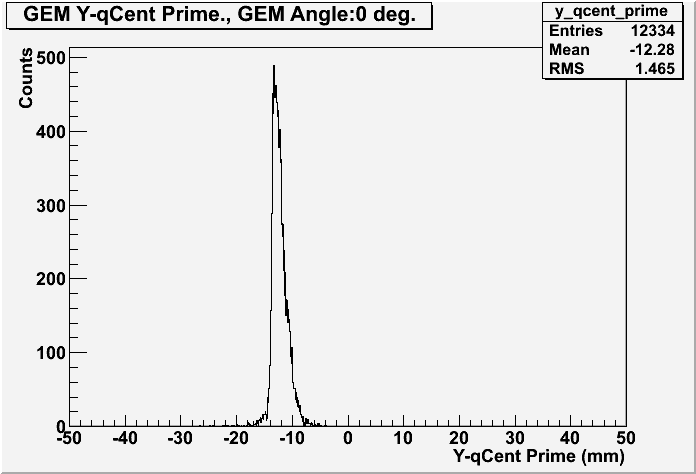 GEM Y-qCent Prime., GEM Angle:0 deg.
y_qcent_prime
Entries 12334
Mean -12.28
RMS 1.465
Counts
500
400
300
200
100
0
-50 -40 -30 -20 -10 0 10 20 30 40 50
Y-qCent Prime (mm)